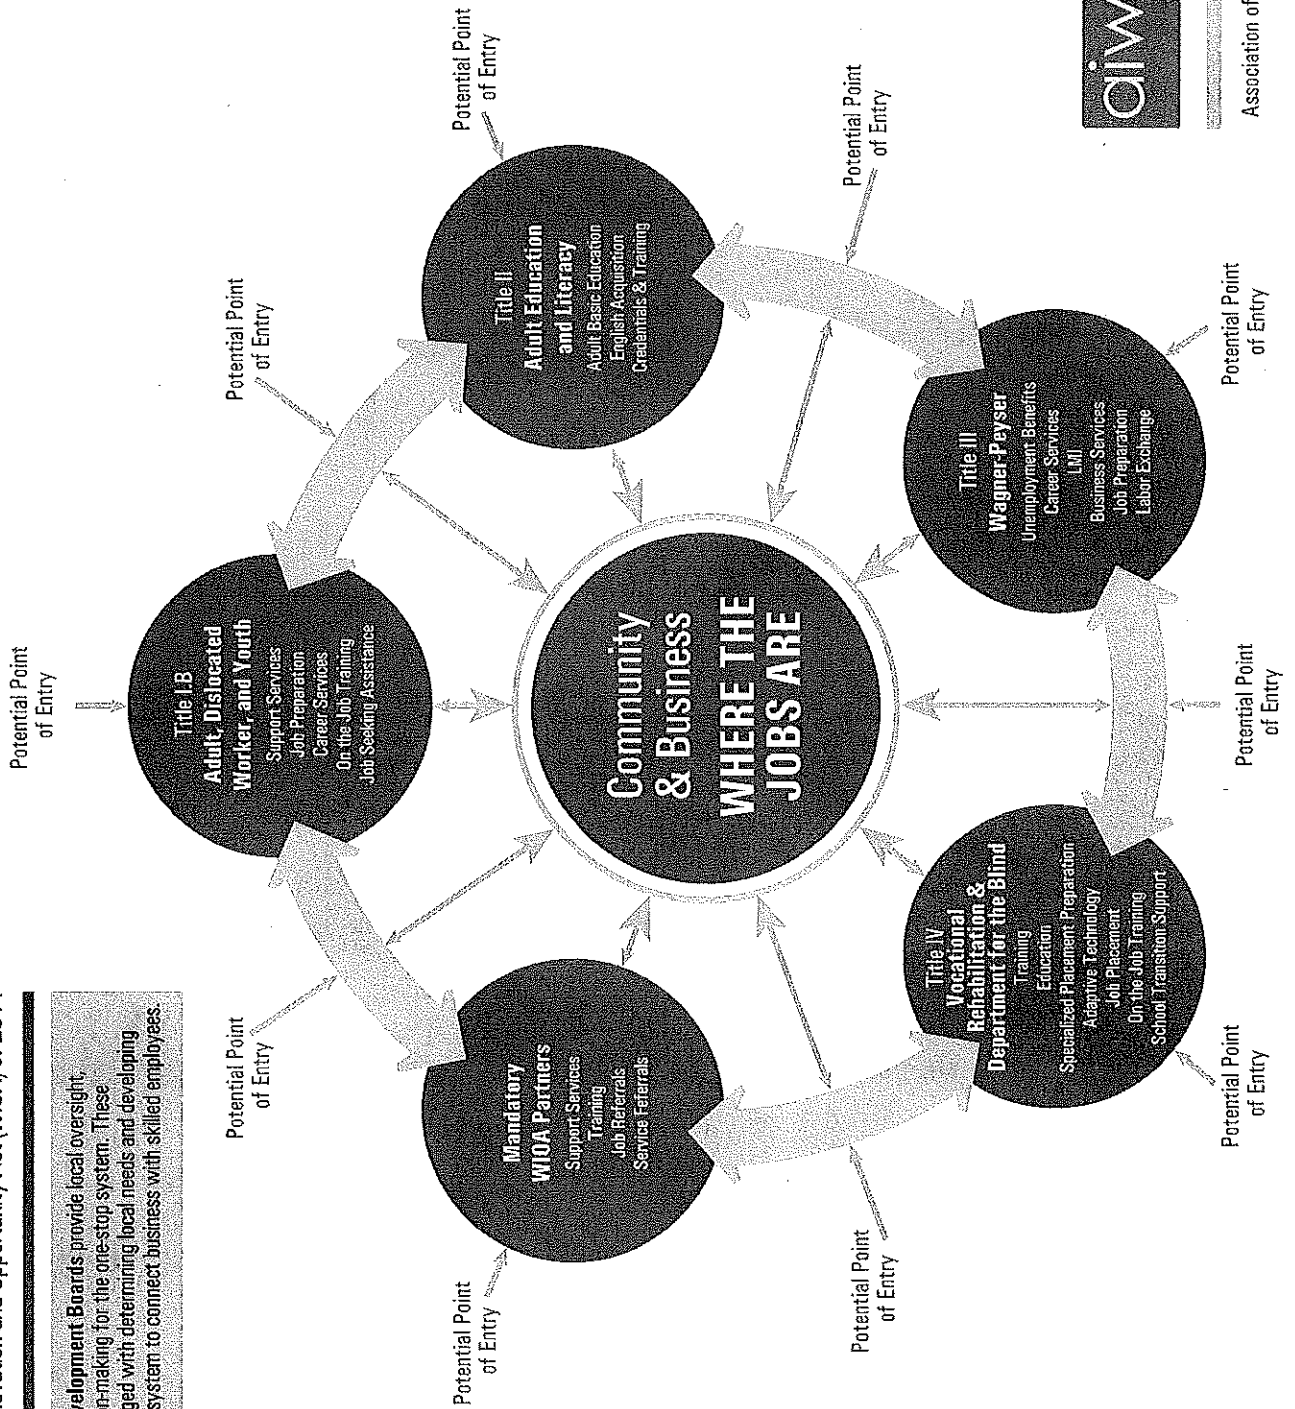 and Opportunity Act (WIOA) of 2014
velopment Boards provide local oversight,
n-making for the one-stop system. These
ged with determining local needs and developing
system to connect business with skilled employees.
Potential Point
of Entry
Potential Point
of Entry
Potential Point
of Entry
Title I.B
Adult, Dislocated
Worker, and Youth
Support Services
Job Preparation
Career Services
On the Job Training
Job Seeking Assistance
Potential Point
of Entry
Mandatory
WIOA Partners
Support Services
Training
Job Referrals
Service Referrals
Potential Point
of Entry
Title II
Adult Education
and Literacy
Adult Basic Education
English Acquisition
Credentials & Training
Community
& Business
WHERE THE
JOBS ARE
Potential Point
of Entry
Potential Point
of Entry
Title IV
Vocational
Rehabilitation &
Department for the Blind
Training
Education
Specialized Placement Preparation
Adaptive Technology
Job Placement
On the Job Training
School Transition Support
Title III
Wagner-Peyser
Unemployment Benefits
Career Services
LMI
Business Services
Job Preparation
Labor Exchange
Potential Point
of Entry
Potential Point
of Entry
Potential Point
of Entry
aiw
Association of